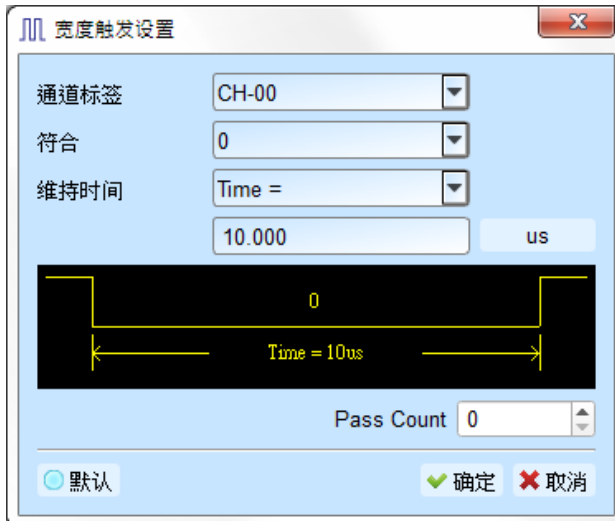 宽度触发设置
通道标签 CH-00
符合 0
维持时间 Time =
10.000 us
0
Time = 10us
Pass Count 0
默认 确定 取消